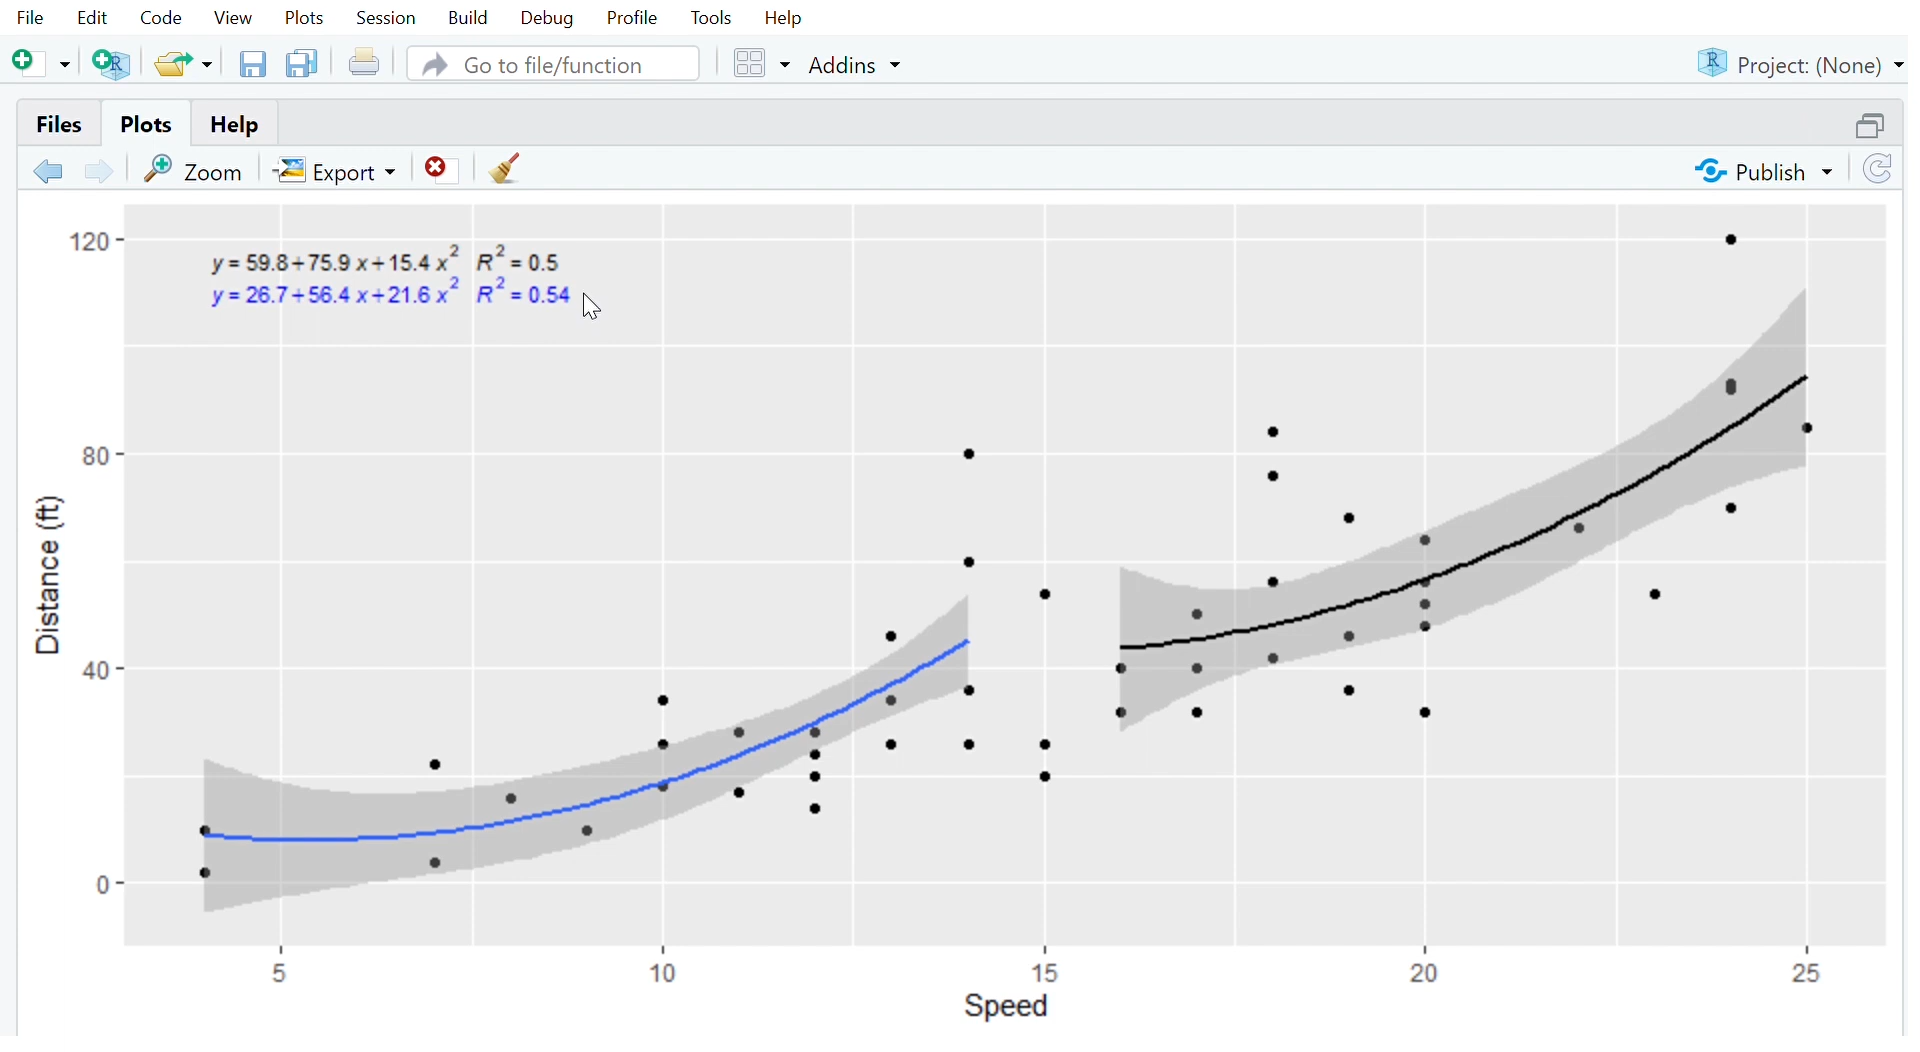 File Edit Code View Plots Session Build Debug Profile Tools Help
R Go to file/function Addins R Project: (None)
Files Plots Help
Zoom Export Publish
y = 59.8+75.9 x+15.4 x² R² = 0.5
y = 26.7+56.4 x+21.6 x² R² = 0.54
120
80
40
0
Distance (ft)
5 10 15 20 25
Speed